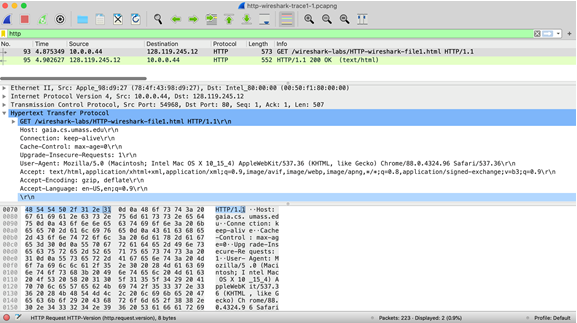 http-wireshark-trace1-1.pcapng
http
No. Time Source Destination Protocol Length Info
93 4.875349 10.0.0.44 128.119.245.12 HTTP 573 GET /wireshark-labs/HTTP-wireshark-file1.html HTTP/1.1
95 4.902627 128.119.245.12 10.0.0.44 HTTP 552 HTTP/1.1 200 OK (text/html)
Ethernet II, Src: Apple_98:d9:27 (78:4f:43:98:d9:27), Dst: Intel_80:00:00 (00:50:f1:80:00:00)
Internet Protocol Version 4, Src: 10.0.0.44, Dst: 128.119.245.12
Transmission Control Protocol, Src Port: 54968, Dst Port: 80, Seq: 1, Ack: 1, Len: 507
Hypertext Transfer Protocol
GET /wireshark-labs/HTTP-wireshark-file1.html HTTP/1.1\r\n
Host: gaia.cs.umass.edu\r\n
Connection: keep-alive\r\n
Cache-Control: max-age=0\r\n
Upgrade-Insecure-Requests: 1\r\n
User-Agent: Mozilla/5.0 (Macintosh; Intel Mac OS X 10_15_4) AppleWebKit/537.36 (KHTML, like Gecko) Chrome/88.0.4324.96 Safari/537.36\r\n
Accept: text/html,application/xhtml+xml,application/xml;q=0.9,image/avif,image/webp,image/apng,*/*;q=0.8,application/signed-exchange;v=b3;q=0.9\r\n
Accept-Encoding: gzip, deflate\r\n
Accept-Language: en-US,en;q=0.9\r\n
\r\n
0070 48 54 54 50 2f 31 2e 31 0d 0a 48 6f 73 74 3a 20 HTTP/1.1 ··Host:
0080 67 61 69 61 2e 63 73 2e 75 6d 61 73 73 2e 65 64 gaia.cs. umass.ed
0090 75 0d 0a 43 6f 6e 6e 65 63 74 69 6f 6e 3a 20 6b u··Conne ction: k
00a0 65 65 70 2d 61 6c 69 76 65 0d 0a 43 61 63 68 65 eep-aliv e··Cache
00b0 2d 43 6f 6e 74 72 6f 6c 3a 20 6d 61 78 2d 61 67 -Control : max-ag
00c0 65 3d 30 0d 0a 55 70 67 72 61 64 65 2d 49 6e 73 e=0··Upg rade-Ins
00d0 65 63 75 72 65 2d 52 65 71 75 65 73 74 73 3a 20 ecure-Re quests:
00e0 31 0d 0a 55 73 65 72 2d 41 67 65 6e 74 3a 20 4d 1··User- Agent: M
00f0 6f 7a 69 6c 6c 61 2f 35 2e 30 20 28 4d 61 63 69 ozilla/5 .0 (Maci
0100 6e 74 6f 73 68 3b 20 49 6e 74 65 6c 20 4d 61 63 ntosh; I ntel Mac
0110 20 4f 53 20 58 20 31 30 5f 31 35 5f 34 29 20 41 OS X 10 _15_4) A
0120 70 70 6c 65 57 65 62 4b 69 74 2f 35 33 37 2e 33 ppleWebK it/537.3
0130 36 20 28 4b 48 54 4d 4c 2c 20 6c 69 6b 65 20 47 6 (KHTML , like G
0140 65 63 6b 6f 29 20 43 68 72 6f 6d 65 2f 38 38 2e ecko) Ch rome/88.
0150 30 2e 34 33 32 34 2e 39 36 20 53 61 66 61 72 69 0.4324.9 6 Safari
HTTP Request HTTP-Version (http.request.version), 8 bytes Packets: 223 · Displayed: 2 (0.9%) Profile: Default